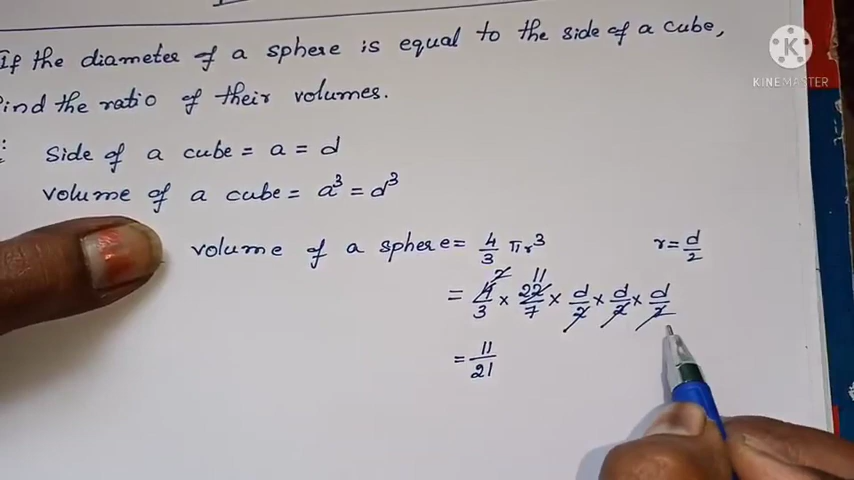 If the diameter of a sphere is equal to the side of a cube,
find the ratio of their volumes.
:
Side of a cube = a = d
volume of a cube = a³ = d³
volume of a sphere = 4/3 πr³ r = d/2
= 4/3 2 × 22/7 11 × d/2 × d/2 × d/2
= 11/21
K
KINEMASTER